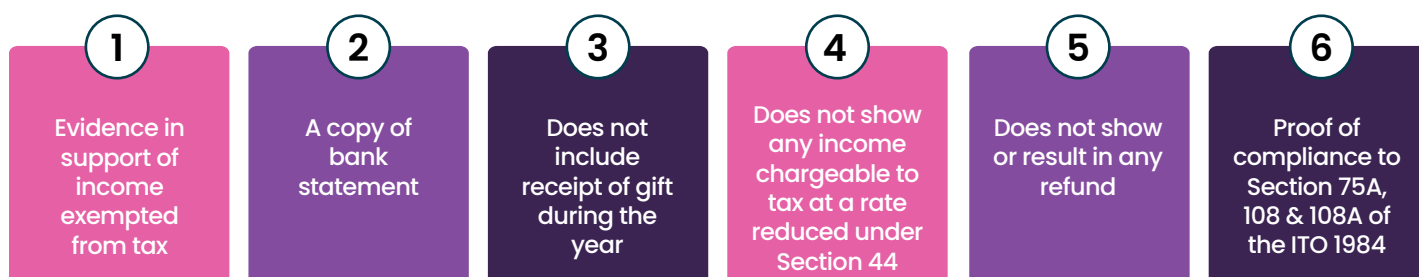 1
Evidence in
support of
income
exempted
from tax
2
A copy of
bank
statement
3
Does not
include
receipt of gift
during the
year
4
Does not show
any income
chargeable to
tax at a rate
reduced under
Section 44
5
Does not show
or result in any
refund
6
Proof of
compliance to
Section 75A,
108 & 108A of
the ITO 1984